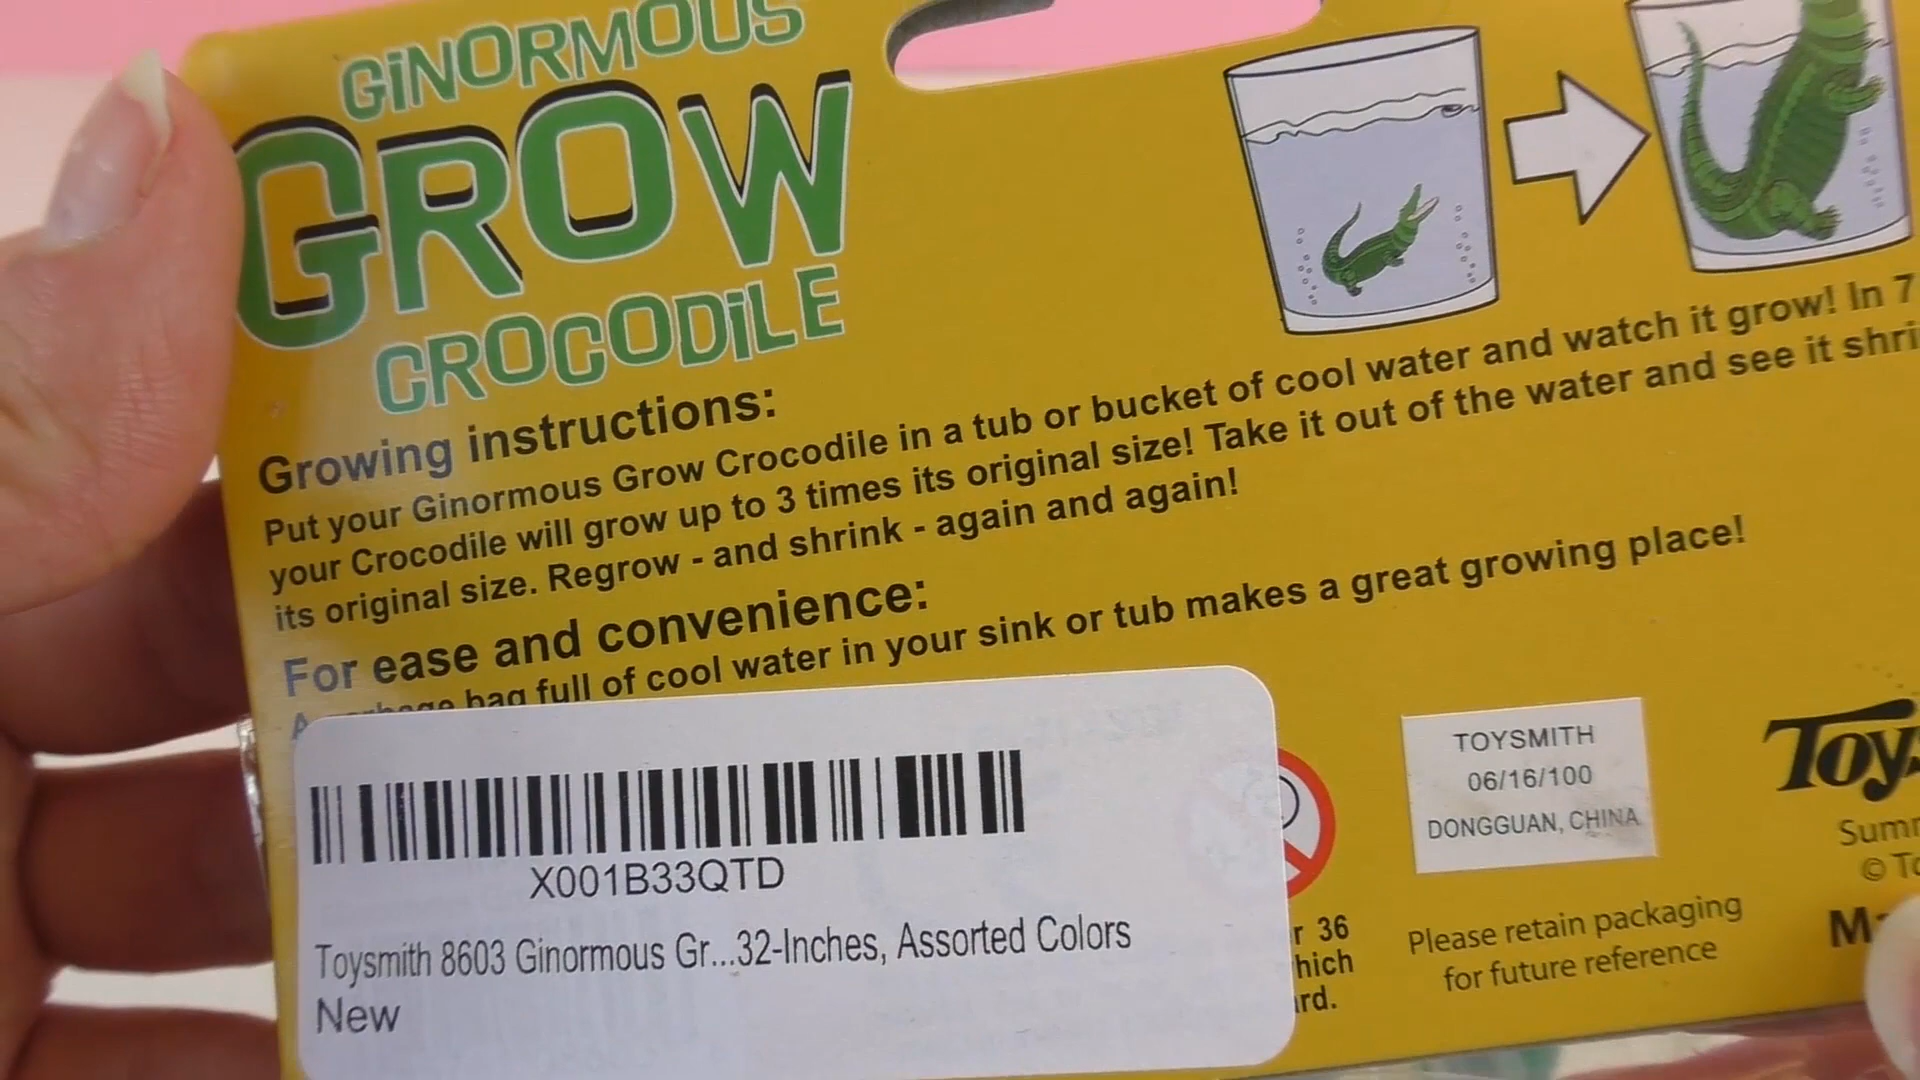 GiNORMOUS
GROW
CROCODiLE
Growing instructions:
Put your Ginormous Grow Crocodile in a tub or bucket of cool water and watch it grow! In 7
your Crocodile will grow up to 3 times its original size! Take it out of the water and see it shri
its original size. Regrow - and shrink - again and again!
For ease and convenience:
bag full of cool water in your sink or tub makes a great growing place!
X001B33QTD
Toysmith 8603 Ginormous Gr...32-Inches, Assorted Colors
New
r 36
hich
rd.
TOYSMITH
06/16/100
DONGGUAN, CHINA
Please retain packaging
for future reference
Toys
Sum
© To